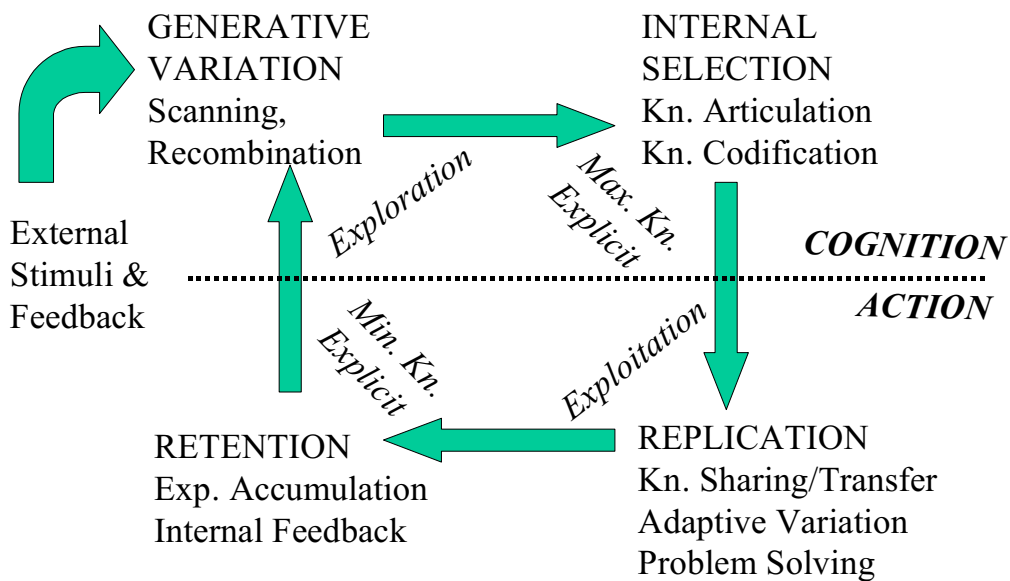 GENERATIVE
VARIATION
Scanning,
Recombination
INTERNAL
SELECTION
Kn. Articulation
Kn. Codification
Exploration
Max. Kn.
Explicit
External
Stimuli &
Feedback
COGNITION
ACTION
Min. Kn.
Explicit
Exploitation
RETENTION
Exp. Accumulation
Internal Feedback
REPLICATION
Kn. Sharing/Transfer
Adaptive Variation
Problem Solving